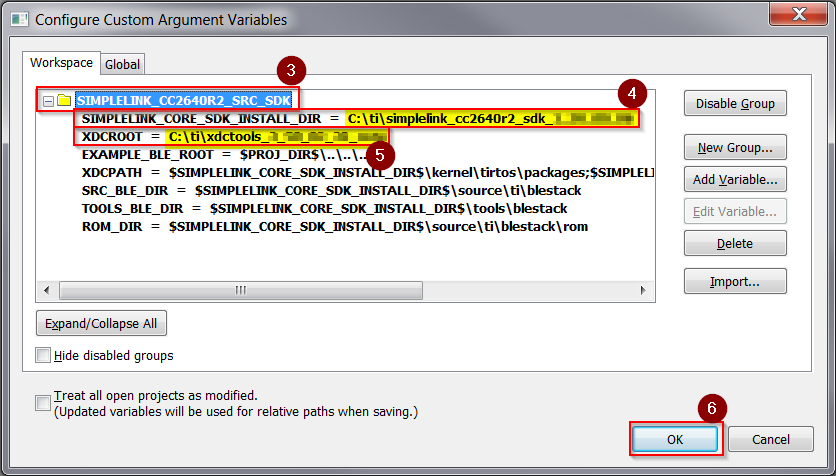 Configure Custom Argument Variables
Workspace
Global
3
SIMPLELINK_CC2640R2_SRC_SDK
4
SIMPLELINK_CORE_SDK_INSTALL_DIR = C:\ti\simplelink_cc2640r2_sdk_
XDCROOT = C:\ti\xdctools_
5
EXAMPLE_BLE_ROOT = $PROJ_DIR$\..\..\..
XDCPATH = $SIMPLELINK_CORE_SDK_INSTALL_DIR$\kernel\tirtos\packages;$SIMPLEL
SRC_BLE_DIR = $SIMPLELINK_CORE_SDK_INSTALL_DIR$\source\ti\blestack
TOOLS_BLE_DIR = $SIMPLELINK_CORE_SDK_INSTALL_DIR$\tools\blestack
ROM_DIR = $SIMPLELINK_CORE_SDK_INSTALL_DIR$\source\ti\blestack\rom
Disable Group
New Group...
Add Variable...
Edit Variable...
Delete
Import...
Expand/Collapse All
Hide disabled groups
Treat all open projects as modified.
(Updated variables will be used for relative paths when saving.)
6
OK
Cancel